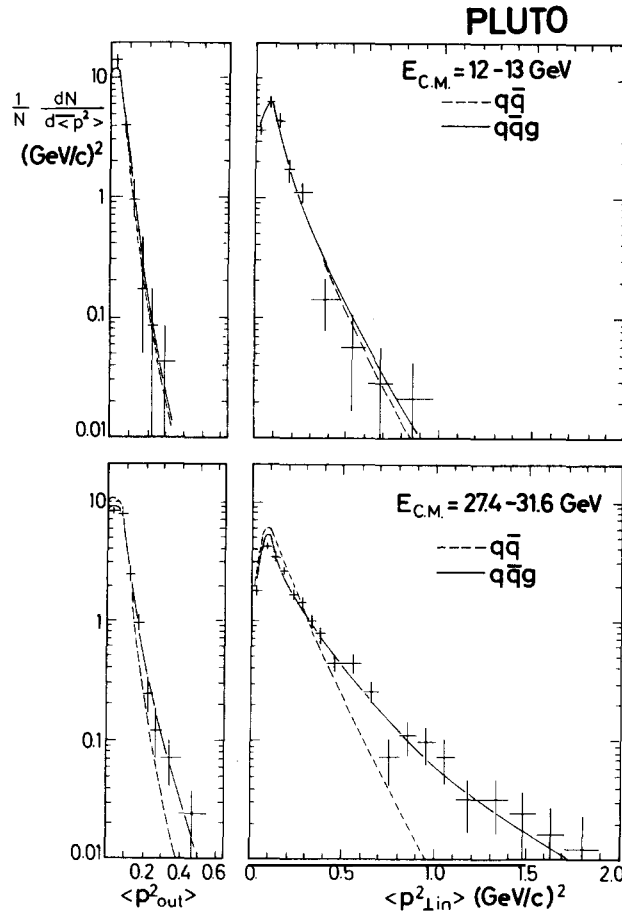 PLUTO
E_C.M. = 12-13 GeV
--- qq̄
— qq̄g
1/N dN/d<p²>
(GeV/c)²
10
1
0.1
0.01
E_C.M. = 27.4-31.6 GeV
--- qq̄
— qq̄g
10
1
0.1
0.01
0.2 0.4 0.6 0 0.5 1.0 1.5 2.0
<p²out> <p²⊥in> (GeV/c)²